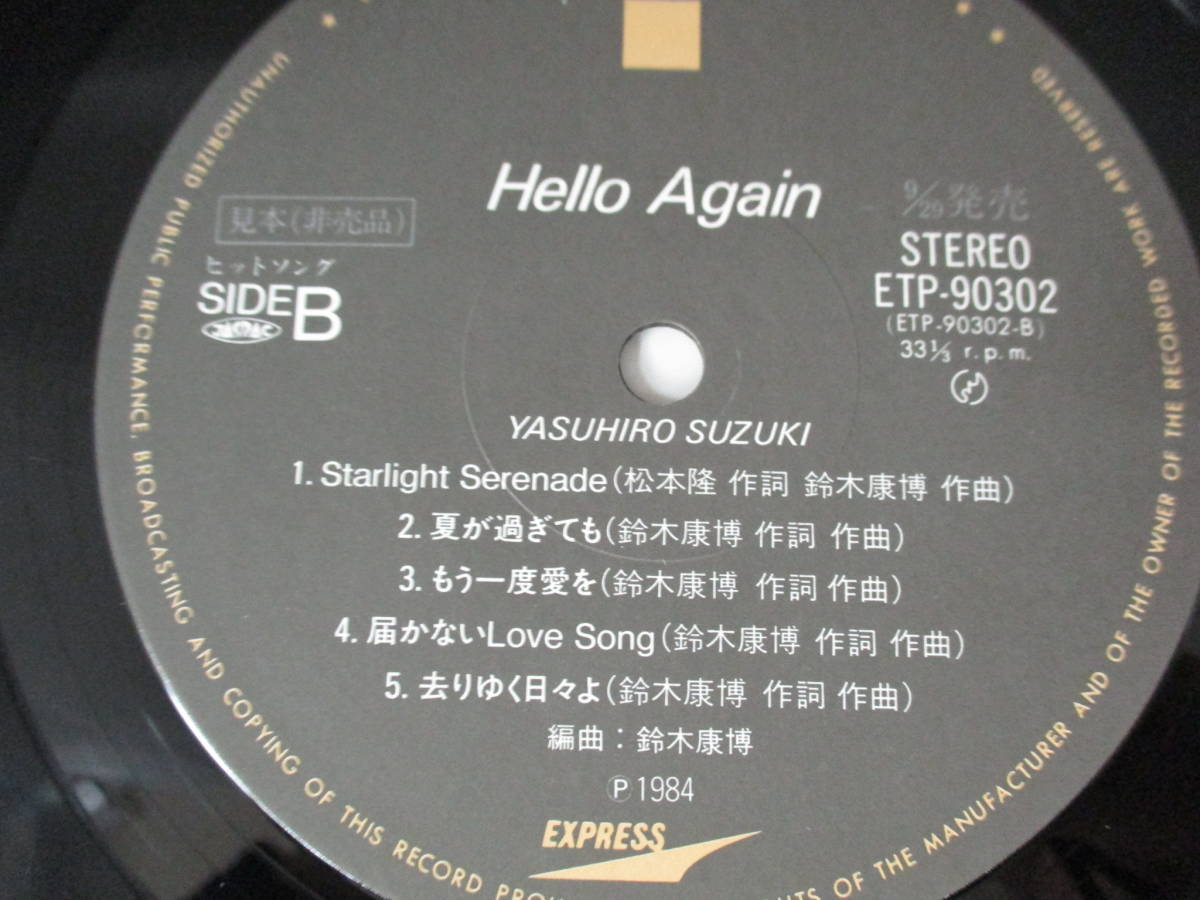 Hello Again
見本(非売品)
ヒットソング
SIDE B
JASRAC
9/29発売
STEREO
ETP-90302
(ETP-90302-B)
33⅓ r.p.m.
YASUHIRO SUZUKI
1. Starlight Serenade(松本隆 作詞 鈴木康博 作曲)
2. 夏が過ぎても(鈴木康博 作詞 作曲)
3. もう一度愛を(鈴木康博 作詞 作曲)
4. 届かないLove Song(鈴木康博 作詞 作曲)
5. 去りゆく日々よ(鈴木康博 作詞 作曲)
編曲：鈴木康博
Ⓟ1984
EXPRESS
UNAUTHORIZED PUBLIC PERFORMANCE, BROADCASTING AND COPYING OF THIS RECORD
OF THE MANUFACTURER AND OF THE OWNER OF THE RECORDED WORK ARE RESERVED